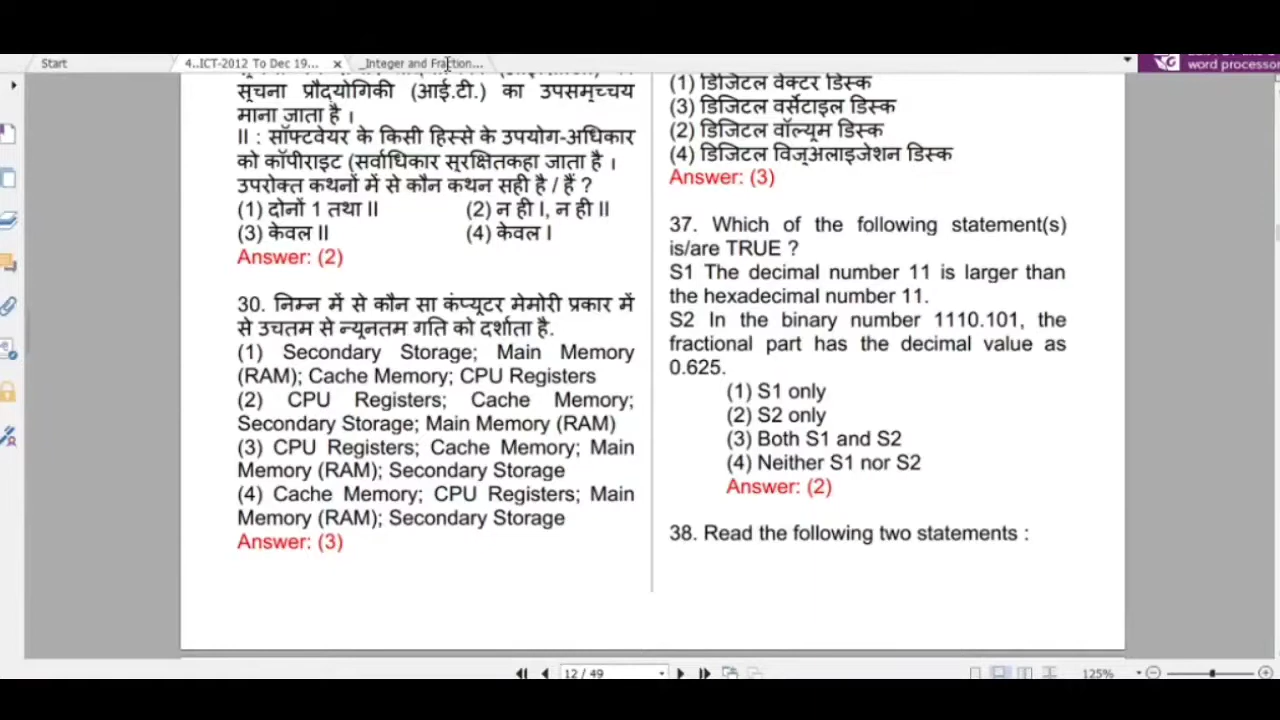 Start
4..ICT-2012 To Dec 19...
_Integer and Fraction...
word processor
सूचना प्रौद्योगिकी (आई.टी.) का उपसमुच्चय
माना जाता है ।
II : सॉफ्टवेयर के किसी हिस्से के उपयोग-अधिकार
को कॉपीराइट (सर्वाधिकार सुरक्षितकहा जाता है ।
उपरोक्त कथनों में से कौन कथन सही है / हैं ?
(1) दोनों 1 तथा II (2) न ही I, न ही II
(3) केवल II (4) केवल I
Answer: (2)
30. निम्न में से कौन सा कंप्यूटर मेमोरी प्रकार में
से उचतम से न्यूनतम गति को दर्शाता है.
(1) Secondary Storage; Main Memory
(RAM); Cache Memory; CPU Registers
(2) CPU Registers; Cache Memory;
Secondary Storage; Main Memory (RAM)
(3) CPU Registers; Cache Memory; Main
Memory (RAM); Secondary Storage
(4) Cache Memory; CPU Registers; Main
Memory (RAM); Secondary Storage
Answer: (3)
(1) डिजिटल वेक्टर डिस्क
(3) डिजिटल वर्सेटाइल डिस्क
(2) डिजिटल वॉल्यूम डिस्क
(4) डिजिटल विजुअलाइजेशन डिस्क
Answer: (3)
37. Which of the following statement(s)
is/are TRUE ?
S1 The decimal number 11 is larger than
the hexadecimal number 11.
S2 In the binary number 1110.101, the
fractional part has the decimal value as
0.625.
(1) S1 only
(2) S2 only
(3) Both S1 and S2
(4) Neither S1 nor S2
Answer: (2)
38. Read the following two statements :
12 / 49
125%